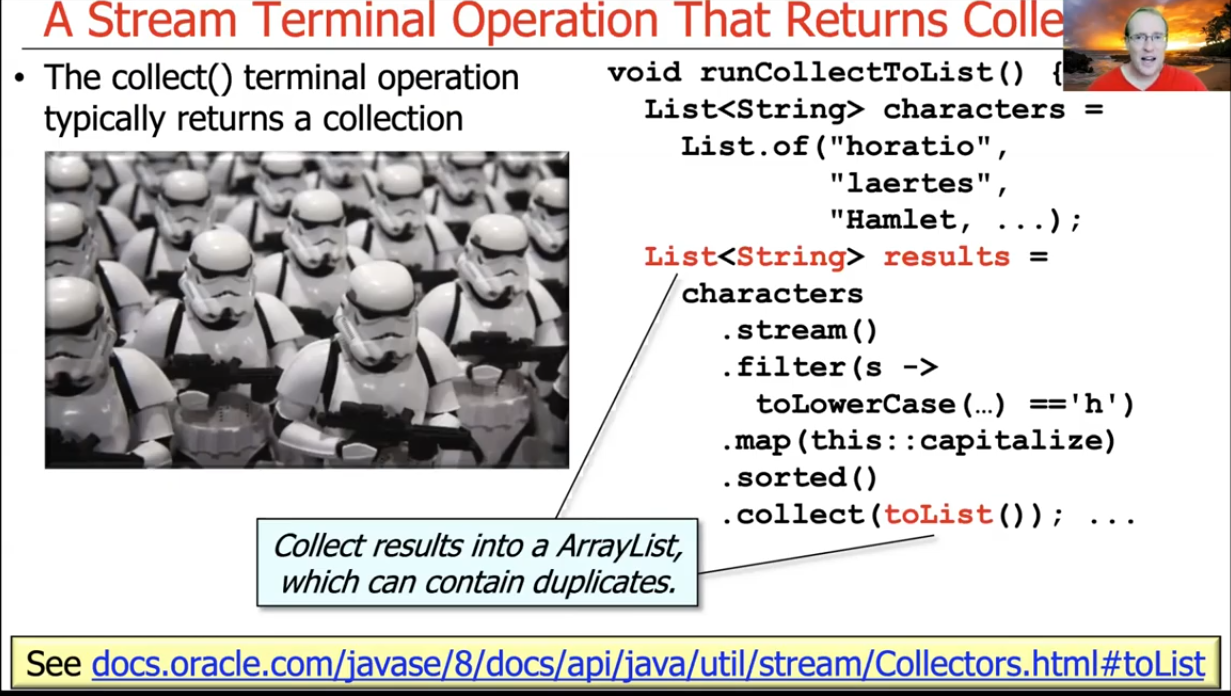 A Stream Terminal Operation That Returns Colle
• The collect() terminal operation
typically returns a collection
void runCollectToList() {
List<String> characters =
List.of("horatio",
"laertes",
"Hamlet, ...);
List<String> results =
characters
.stream()
.filter(s ->
toLowerCase(…) =='h')
.map(this::capitalize)
.sorted()
.collect(toList()); ...
Collect results into a ArrayList,
which can contain duplicates.
See docs.oracle.com/javase/8/docs/api/java/util/stream/Collectors.html#toList